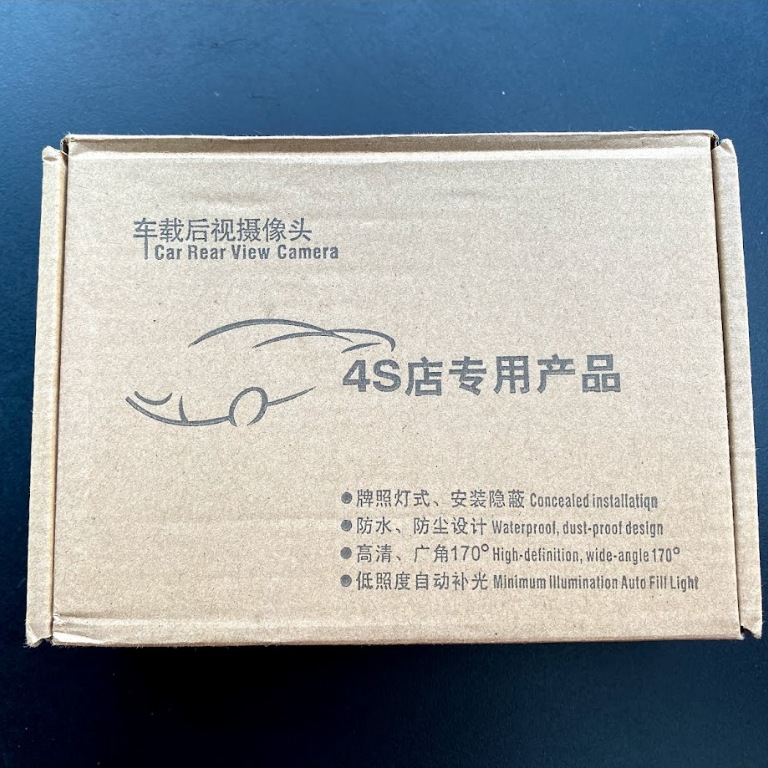 车载后视摄像头
Car Rear View Camera
4S店专用产品
●牌照灯式、安装隐蔽 Concealed installation
●防水、防尘设计 Waterproof, dust-proof design
●高清、广角170° High-definition, wide-angle 170°
●低照度自动补光 Minimum Illumination Auto Fill Light